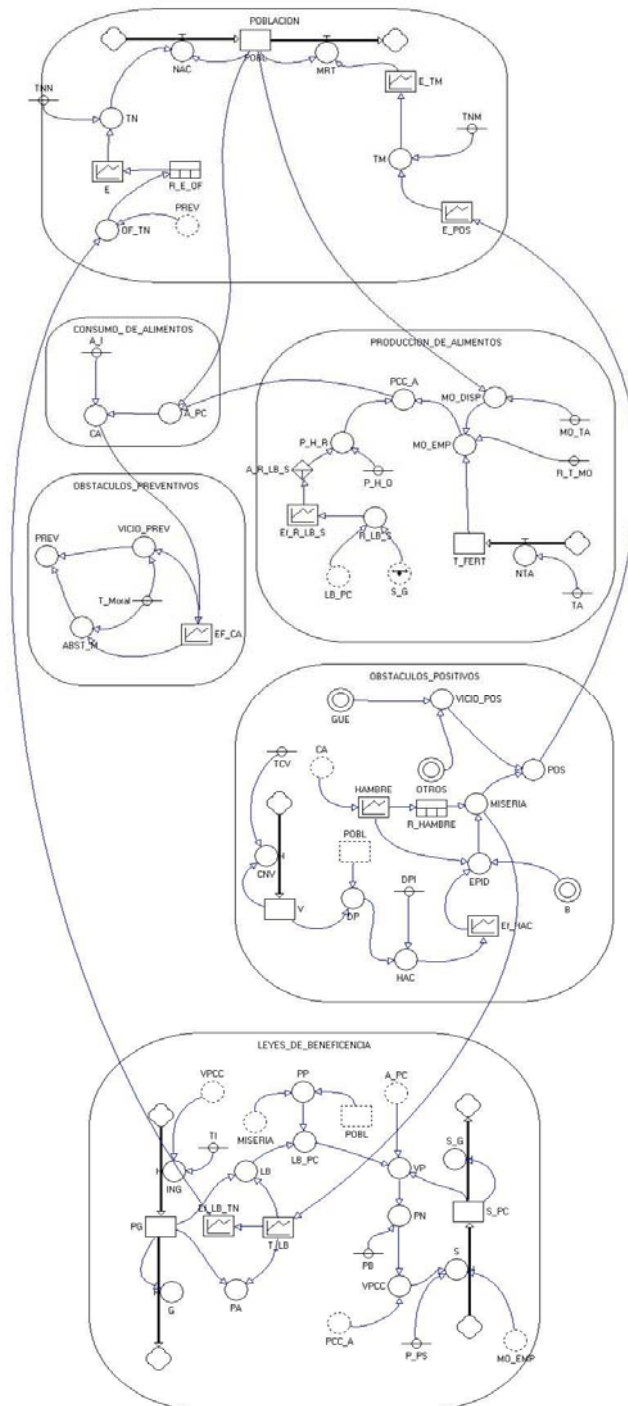 POBLACION
NAC
POBL
MRT
E_TM
TNN
TN
TNM
TM
E
R_E_OF
PREV
OF_TN
E_POS
CONSUMO_DE_ALIMENTOS
A_I
CA
A_PC
PRODUCCION_DE_ALIMENTOS
PCC_A
MO_DISP
MO_TA
P_H_R
MO_EMP
A_R_LB_S
P_H_O
R_T_MO
Ef_R_LB_S
R_LB_S
LB_PC
S_G
T_FERT
NTA
TA
OBSTACULOS_PREVENTIVOS
PREV
VICIO_PREV
T_Moral
ABST_M
EF_CA
OBSTACULOS_POSITIVOS
GUE
VICIO_POS
TCV
CA
OTROS
POS
HAMBRE
R_HAMBRE
MISERIA
POBL
CNV
EPID
B
V
DP
DPI
Ef_HAC
HAC
LEYES_DE_BENEFICENCIA
VPCC
PP
A_PC
MISERIA
POBL
TI
LB_PC
S_G
ING
LB
VP
Ef_LB_TN
PG
T_LB
PN
S_PC
PB
S
G
PA
VPCC
PCC_A
P_PS
MO_EMP